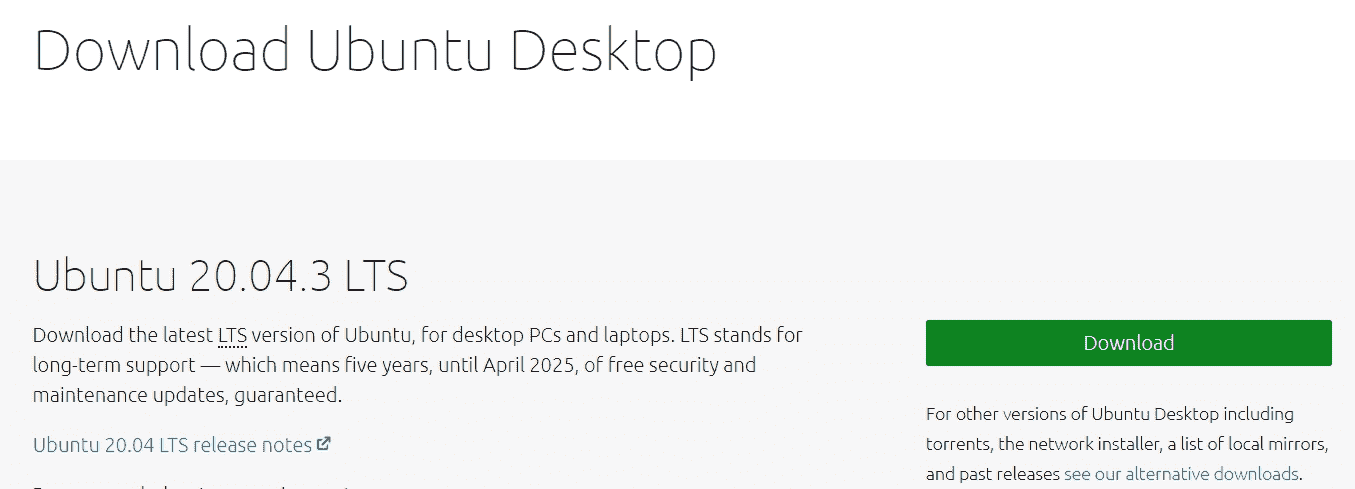 Download Ubuntu Desktop
Ubuntu 20.04.3 LTS
Download the latest LTS version of Ubuntu, for desktop PCs and laptops. LTS stands for
long-term support — which means five years, until April 2025, of free security and
maintenance updates, guaranteed.
Ubuntu 20.04 LTS release notes
Download
For other versions of Ubuntu Desktop including
torrents, the network installer, a list of local mirrors,
and past releases see our alternative downloads.